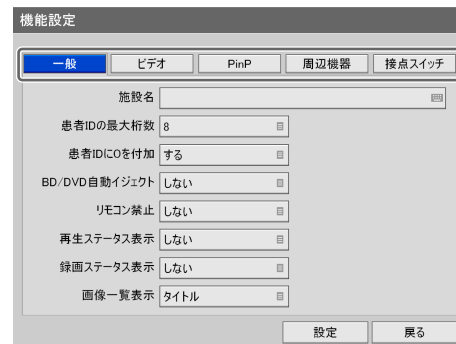 機能設定
一般 ビデオ PinP 周辺機器 接点スイッチ
施設名
患者IDの最大桁数 8
患者IDに0を付加 する
BD/DVD自動イジェクト しない
リモコン禁止 しない
再生ステータス表示 しない
録画ステータス表示 しない
画像一覧表示 タイトル
設定 戻る